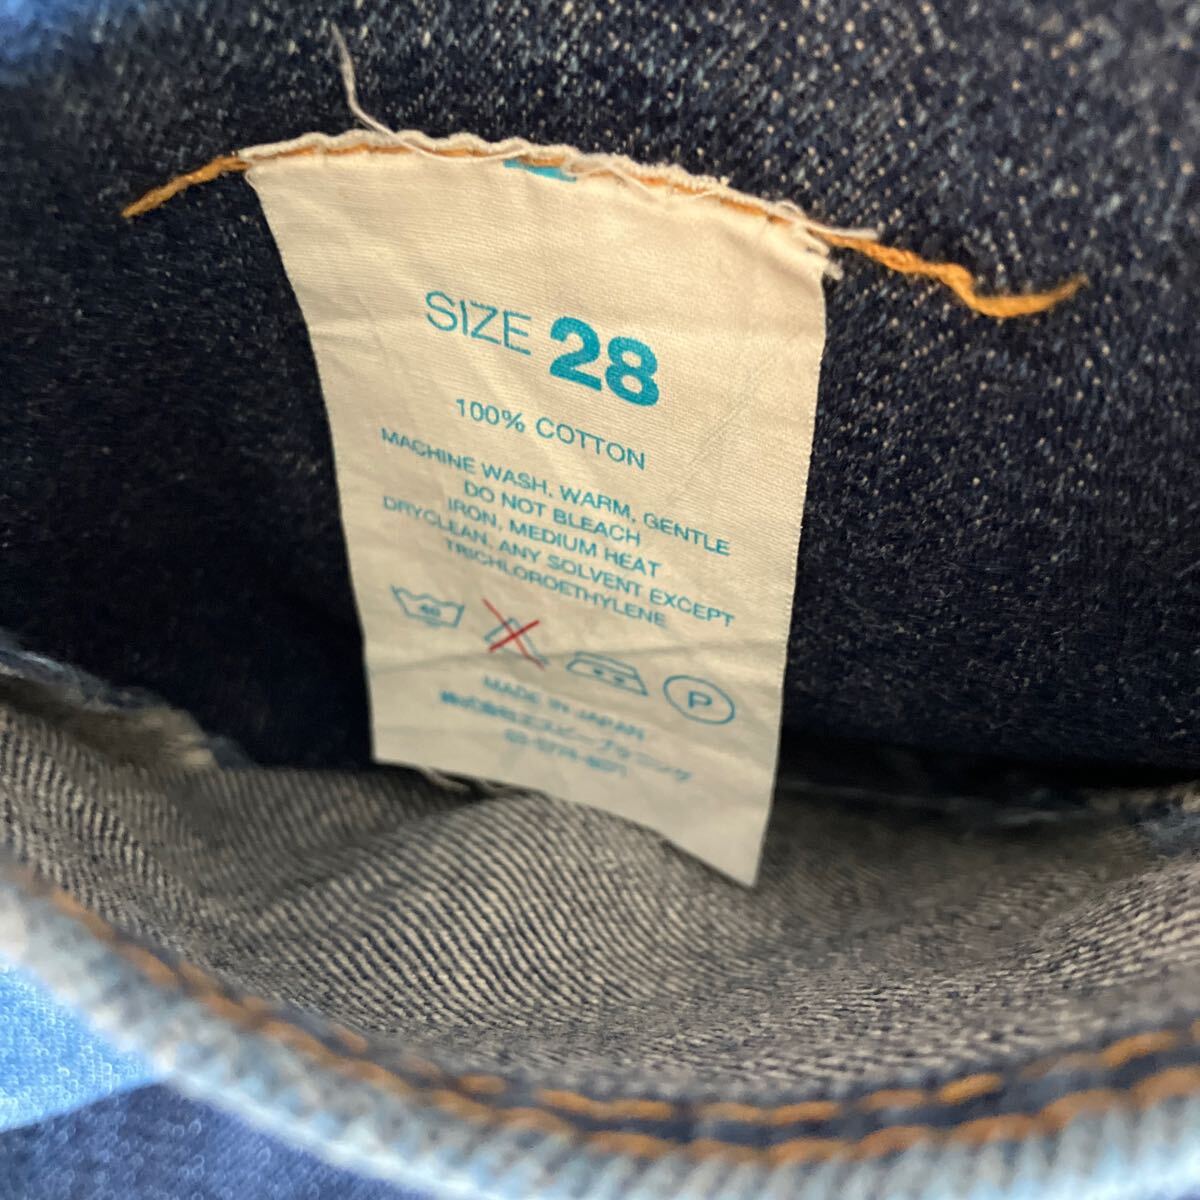 SIZE 28
100% COTTON
MACHINE WASH, WARM, GENTLE
DO NOT BLEACH
IRON, MEDIUM HEAT
DRYCLEAN, ANY SOLVENT EXCEPT
TRICHLOROETHYLENE
40
P
MADE IN JAPAN